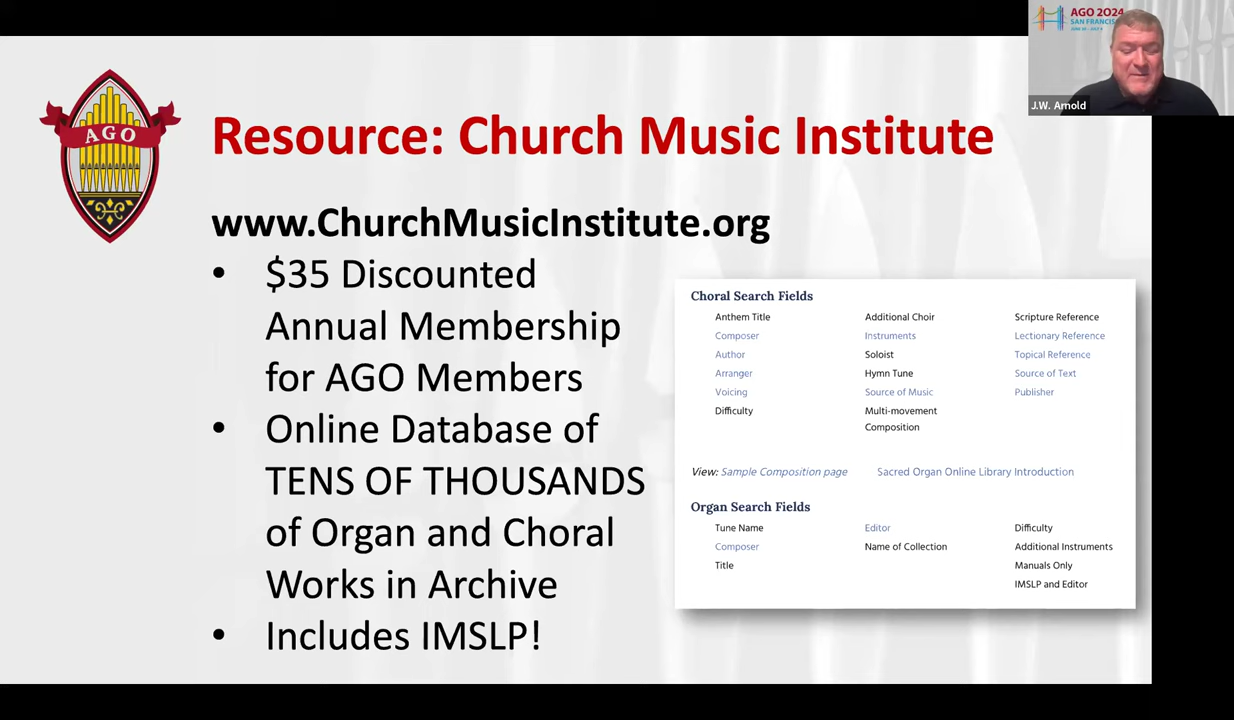 AGO 2024
SAN FRANCISCO
J.W. Arnold
AGO
Resource: Church Music Institute
www.ChurchMusicInstitute.org
• $35 Discounted
Annual Membership
for AGO Members
• Online Database of
TENS OF THOUSANDS
of Organ and Choral
Works in Archive
• Includes IMSLP!
Choral Search Fields
Anthem Title Additional Choir Scripture Reference
Composer Instruments Lectionary Reference
Author Soloist Topical Reference
Arranger Hymn Tune Source of Text
Voicing Source of Music Publisher
Difficulty Multi-movement
Composition
View: Sample Composition page Sacred Organ Online Library Introduction
Organ Search Fields
Tune Name Editor Difficulty
Composer Name of Collection Additional Instruments
Title Manuals Only
IMSLP and Editor